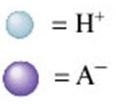 = H⁺
= A⁻